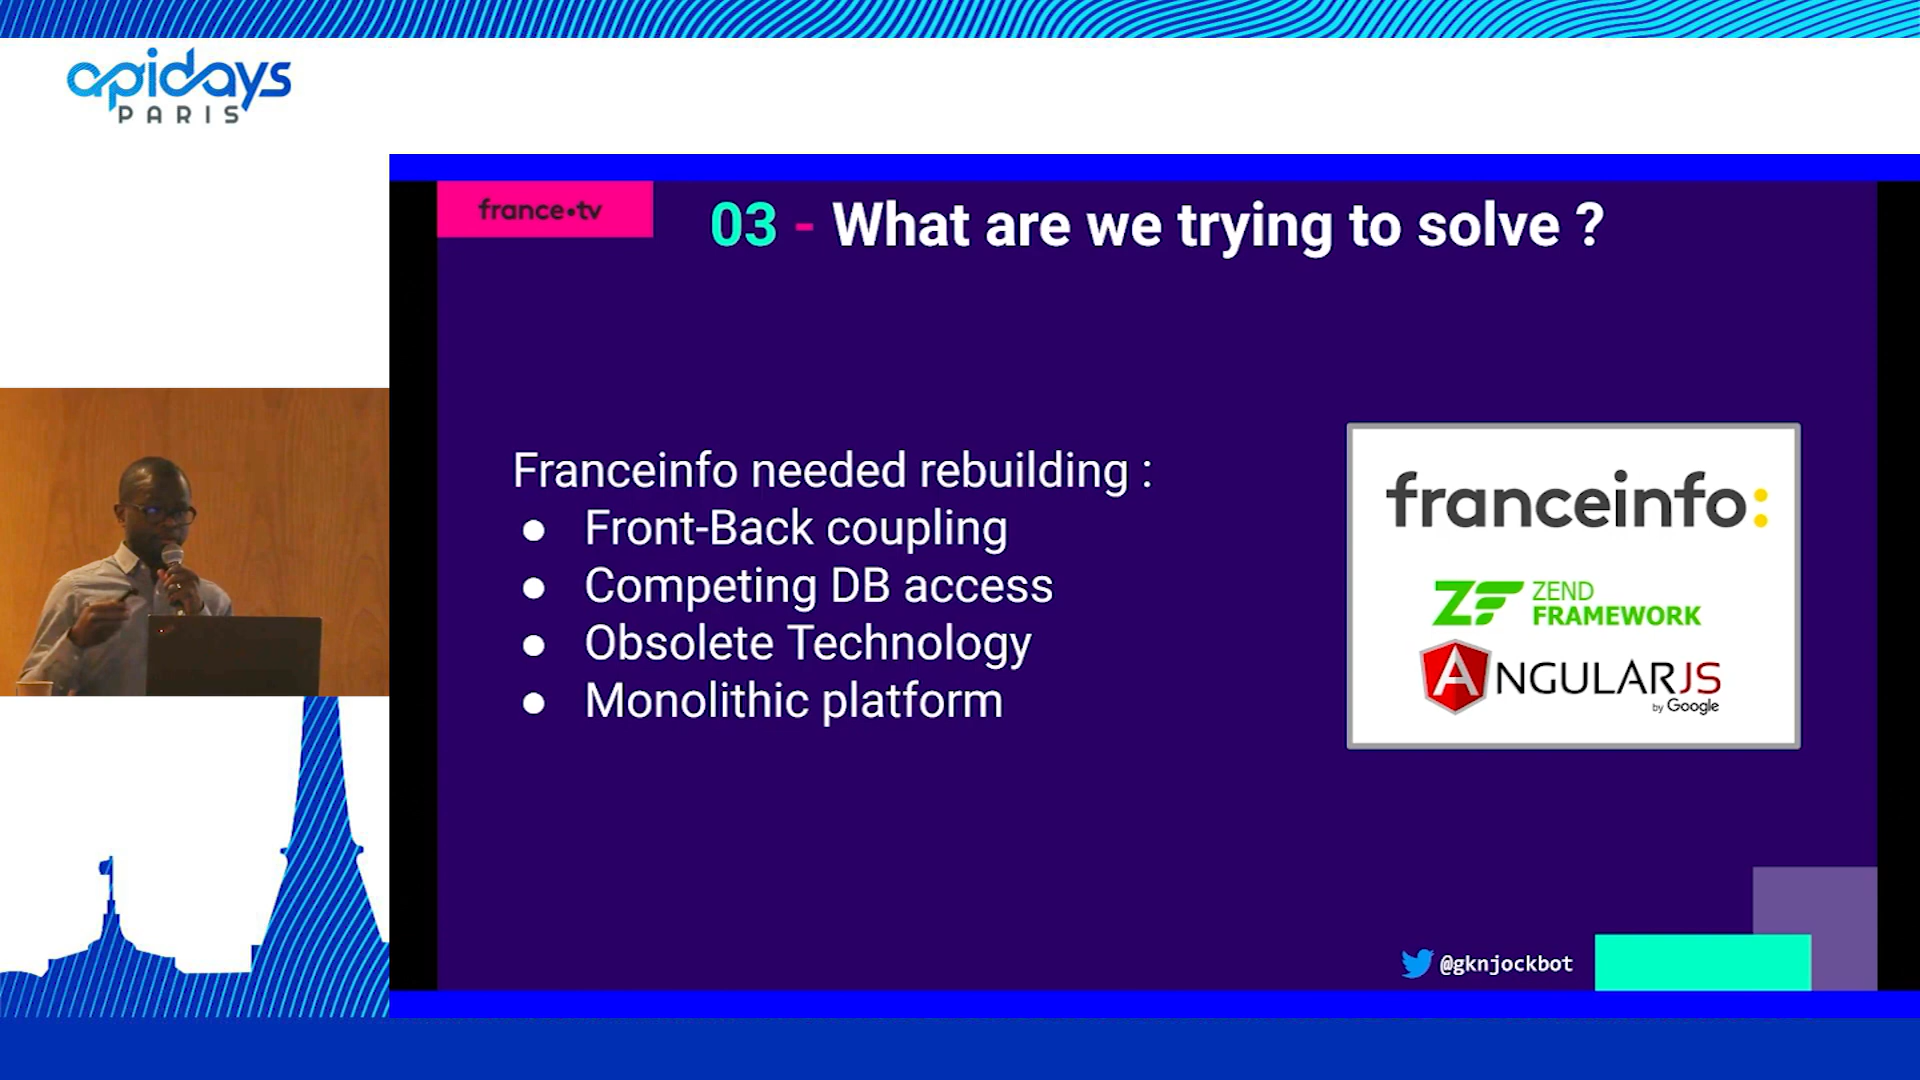 apidays
PARIS
france•tv
03 - What are we trying to solve ?
Franceinfo needed rebuilding :
● Front-Back coupling
● Competing DB access
● Obsolete Technology
● Monolithic platform
franceinfo:
ZF ZEND
FRAMEWORK
ANGULARJS
by Google
@gknjockbot